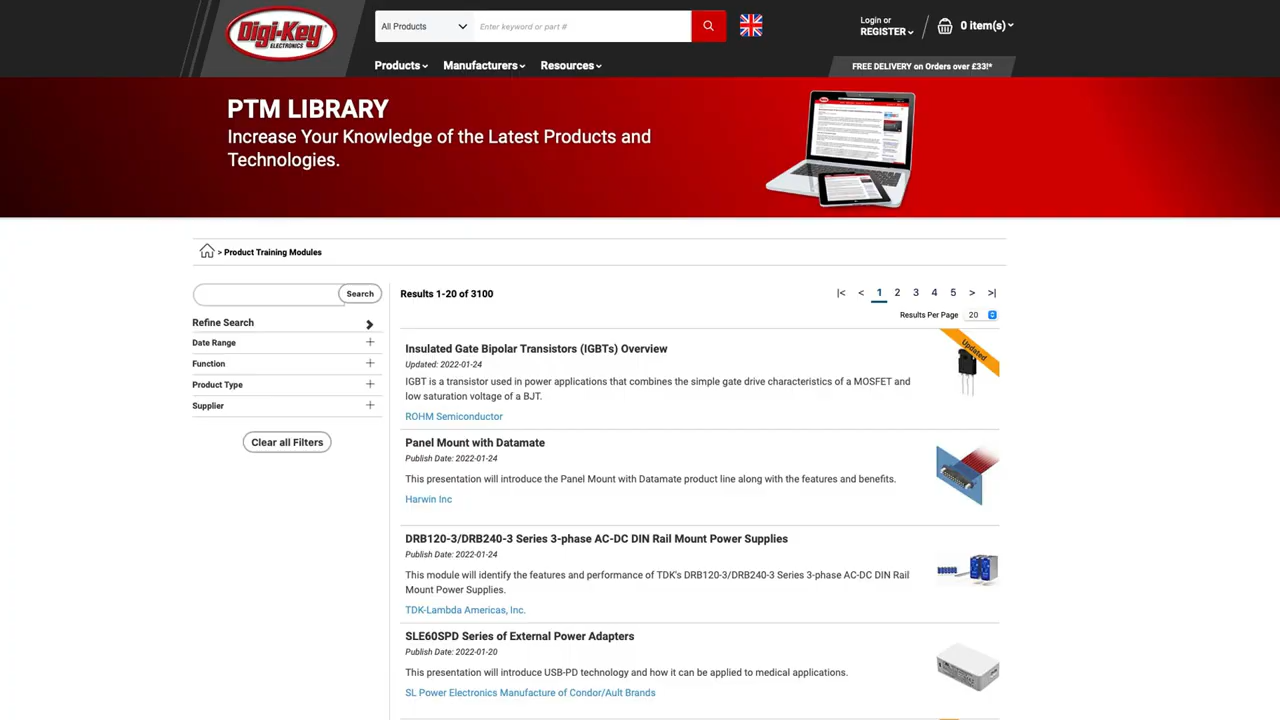 Digi-Key
ELECTRONICS
All Products
Enter keyword or part #
Login or
REGISTER
0 item(s)
Products
Manufacturers
Resources
FREE DELIVERY on Orders over £33!*
PTM LIBRARY
Increase Your Knowledge of the Latest Products and
Technologies.
> Product Training Modules
Search
Refine Search
Date Range
Function
Product Type
Supplier
Clear all Filters
Results 1-20 of 3100
|< < 1 2 3 4 5 > >|
Results Per Page 20
Insulated Gate Bipolar Transistors (IGBTs) Overview
Updated: 2022-01-24
IGBT is a transistor used in power applications that combines the simple gate drive characteristics of a MOSFET and
low saturation voltage of a BJT.
ROHM Semiconductor
Updated
Panel Mount with Datamate
Publish Date: 2022-01-24
This presentation will introduce the Panel Mount with Datamate product line along with the features and benefits.
Harwin Inc
DRB120-3/DRB240-3 Series 3-phase AC-DC DIN Rail Mount Power Supplies
Publish Date: 2022-01-24
This module will identify the features and performance of TDK's DRB120-3/DRB240-3 Series 3-phase AC-DC DIN Rail
Mount Power Supplies.
TDK-Lambda Americas, Inc.
SLE60SPD Series of External Power Adapters
Publish Date: 2022-01-20
This presentation will introduce USB-PD technology and how it can be applied to medical applications.
SL Power Electronics Manufacture of Condor/Ault Brands